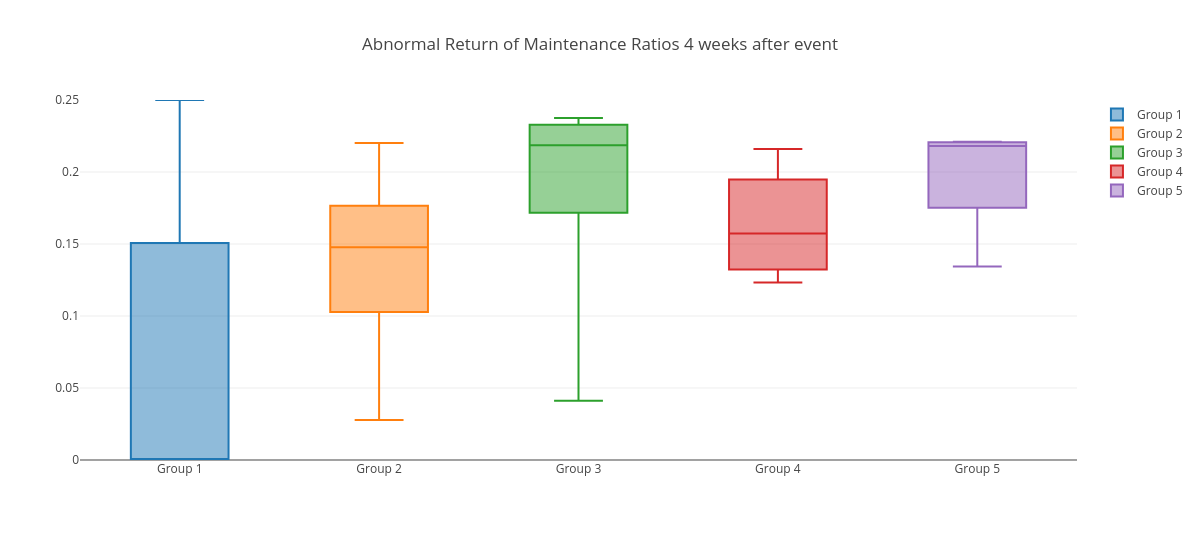 Abnormal Return of Maintenance Ratios 4 weeks after event
0.25
0.2
0.15
0.1
0.05
0
Group 1
Group 2
Group 3
Group 4
Group 5
Group 1
Group 2
Group 3
Group 4
Group 5